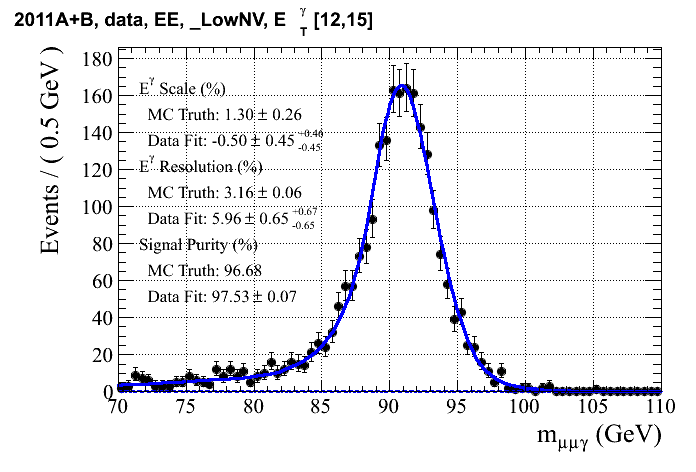 2011A+B, data, EE, _LowNV, E_T^γ [12,15]
Events / ( 0.5 GeV )
180
160
140
120
100
80
60
40
20
0
E^γ Scale (%)
MC Truth: 1.30 ± 0.26
Data Fit: -0.50 ± 0.45 +0.46 -0.45
E^γ Resolution (%)
MC Truth: 3.16 ± 0.06
Data Fit: 5.96 ± 0.65 +0.67 -0.65
Signal Purity (%)
MC Truth: 96.68
Data Fit: 97.53 ± 0.07
70 75 80 85 90 95 100 105 110
m_μμγ (GeV)